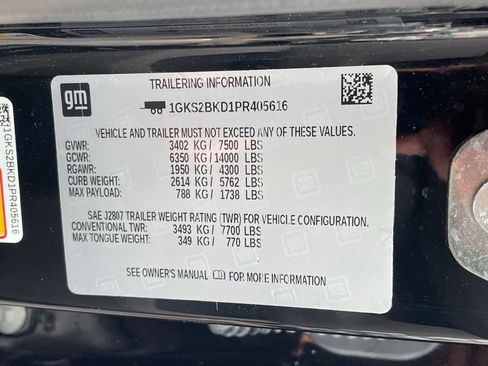 gm
TRAILERING INFORMATION
1GKS2BKD1PR405616
VEHICLE AND TRAILER MUST NOT EXCEED ANY OF THESE VALUES.
GVWR: 3402 KG/ 7500 LBS
GCWR: 6350 KG/ 14000 LBS
RGAWR: 1950 KG/ 4300 LBS
CURB WEIGHT: 2614 KG/ 5762 LBS
MAX PAYLOAD: 788 KG/ 1738 LBS
SAE J2807 TRAILER WEIGHT RATING (TWR) FOR VEHICLE CONFIGURATION.
CONVENTIONAL TWR: 3493 KG/ 7700 LBS
MAX TONGUE WEIGHT: 349 KG/ 770 LBS
SEE OWNER'S MANUAL FOR MORE INFORMATION
1GKS2BKD1PR405616